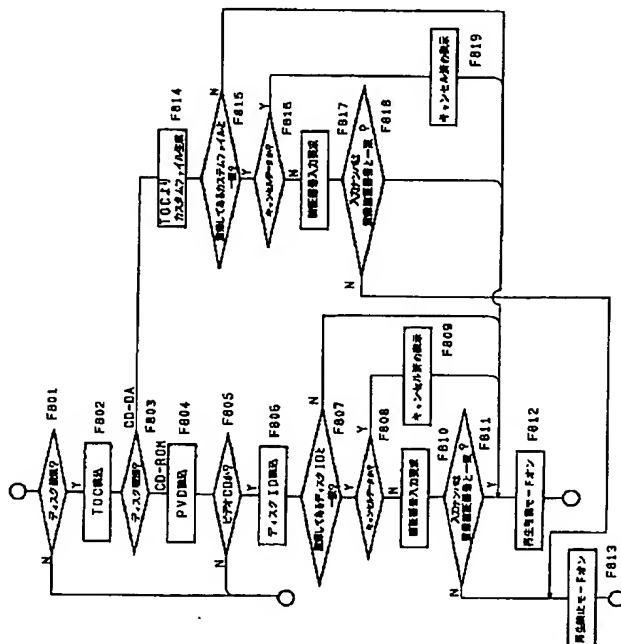 ディスク装填?
F801
N
Y
TOC読込
F802
ディスク種別?
F803
CD-DA
CD-ROM
PVD読込
F804
ビデオCDか?
F805
N
Y
ディスクID読込
F806
登録してあるディスクIDと
一致?
F807
N
Y
キャンセルデータか?
F808
Y
N
キャンセル済の表示
F809
暗証番号入力要求
F810
入力ナンバは
登録暗証番号と一致?
F811
N
Y
再生可能モードオン
F812
再生禁止モードオン
F813
TOCより
カスタムファイル生成
F814
登録してあるカスタムファイルと
一致?
F815
N
Y
キャンセルデータか?
F816
Y
N
暗証番号入力要求
F817
入力ナンバは
登録暗証番号と一致?
F818
N
キャンセル済の表示
F819